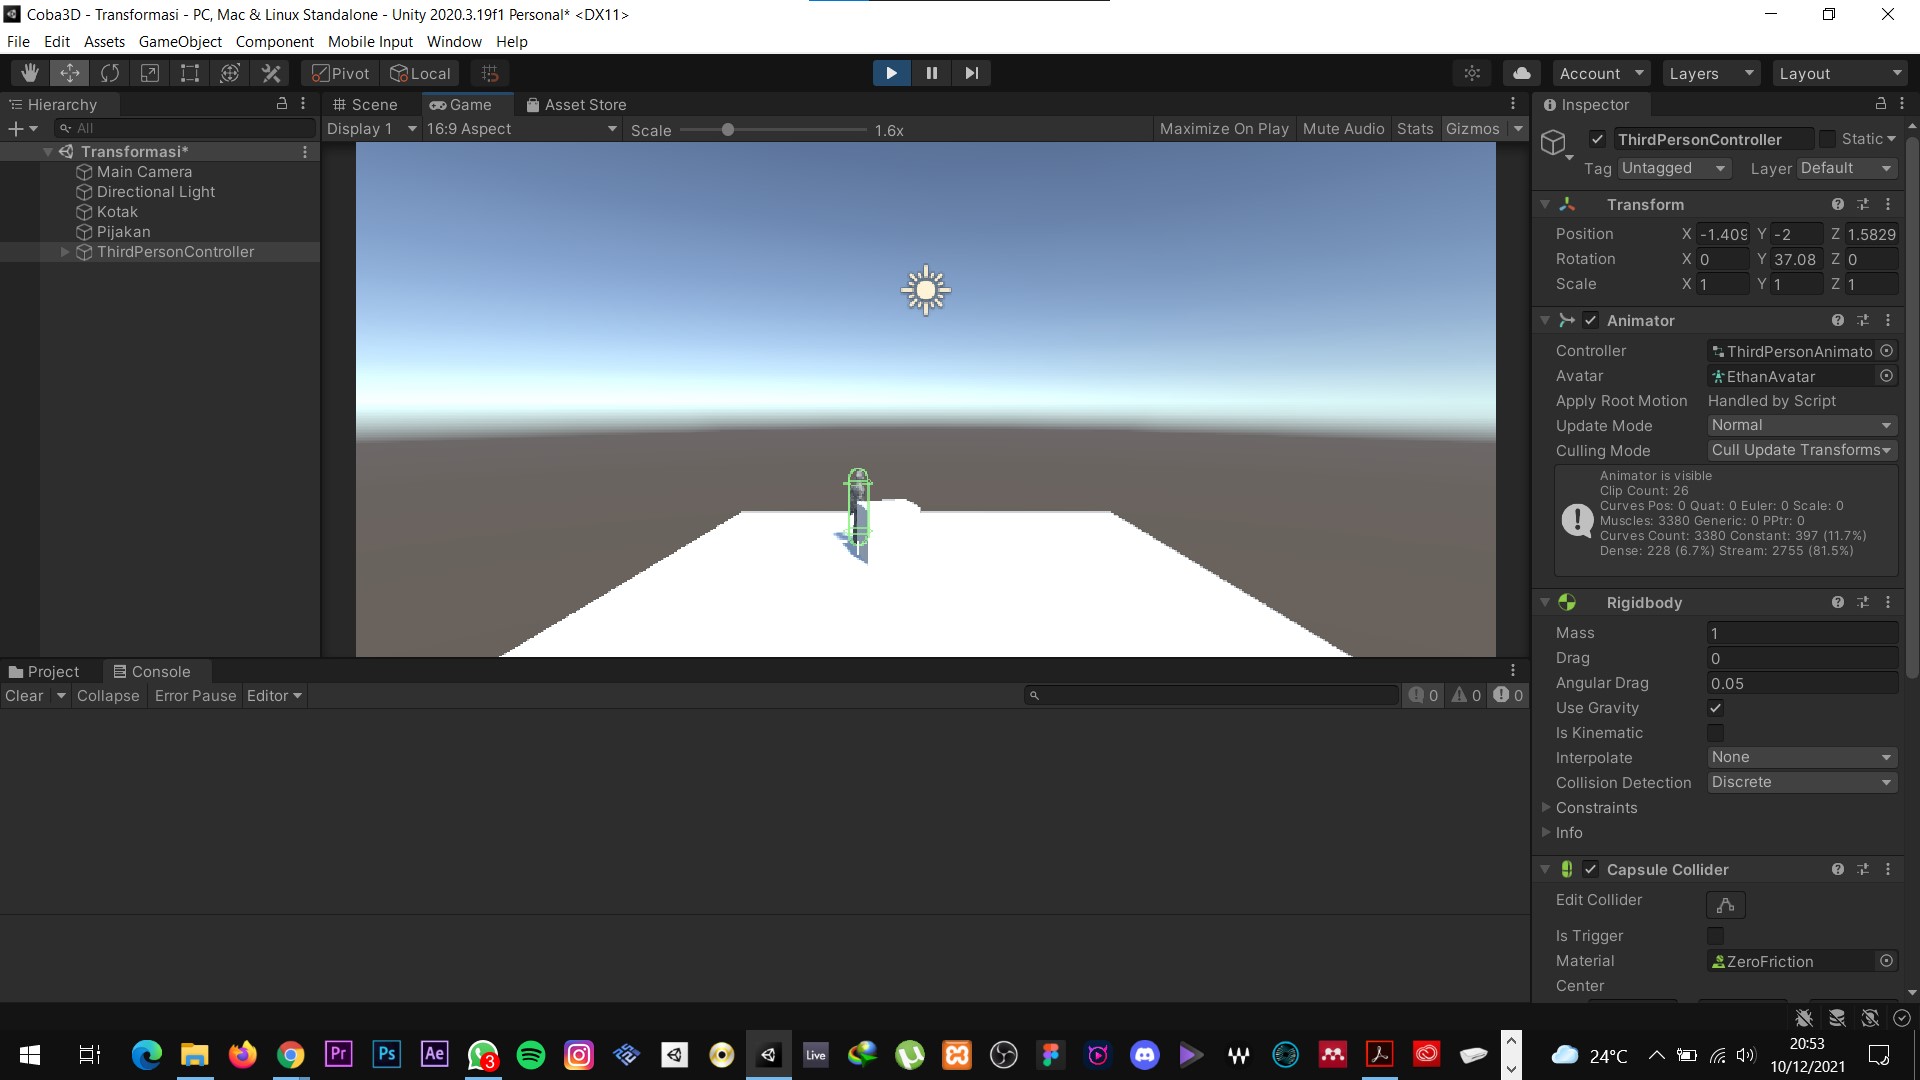 Coba3D - Transformasi - PC, Mac & Linux Standalone - Unity 2020.3.19f1 Personal* <DX11>
File Edit Assets GameObject Component Mobile Input Window Help
Pivot Local
Account Layers Layout
Hierarchy
All
Transformasi*
Main Camera
Directional Light
Kotak
Pijakan
ThirdPersonController
Scene Game Asset Store
Display 1 16:9 Aspect Scale 1.6x Maximize On Play Mute Audio Stats Gizmos
Inspector
ThirdPersonController Static
Tag Untagged Layer Default
Transform
Position X -1.409 Y -2 Z 1.5829
Rotation X 0 Y 37.08 Z 0
Scale X 1 Y 1 Z 1
Animator
Controller ThirdPersonAnimato
Avatar EthanAvatar
Apply Root Motion Handled by Script
Update Mode Normal
Culling Mode Cull Update Transforms
Animator is visible
Clip Count: 26
Curves Pos: 0 Quat: 0 Euler: 0 Scale: 0
Muscles: 3380 Generic: 0 PPtr: 0
Curves Count: 3380 Constant: 397 (11.7%)
Dense: 228 (6.7%) Stream: 2755 (81.5%)
Rigidbody
Mass 1
Drag 0
Angular Drag 0.05
Use Gravity
Is Kinematic
Interpolate None
Collision Detection Discrete
Constraints
Info
Capsule Collider
Edit Collider
Is Trigger
Material ZeroFriction
Center
Project Console
Clear Collapse Error Pause Editor 0 0 0
Pr Ps Ae 3 Live
24°C
20:53
10/12/2021